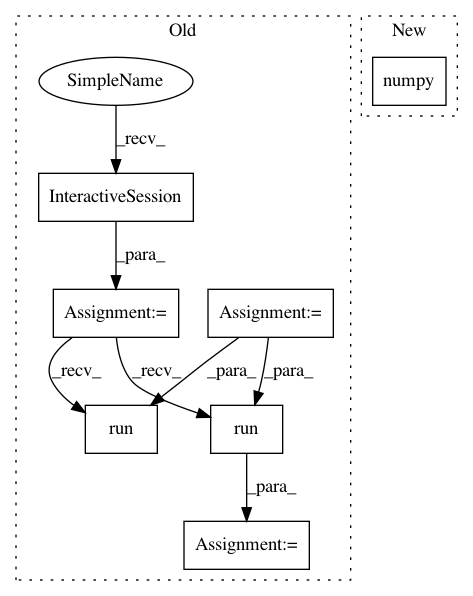 Old
New
SimpleName
numpy
_recv_
InteractiveSession
_para_
Assignment:=
Assignment:=
_recv_
_recv_
_para_
_para_
run
run
_para_
Assignment:=